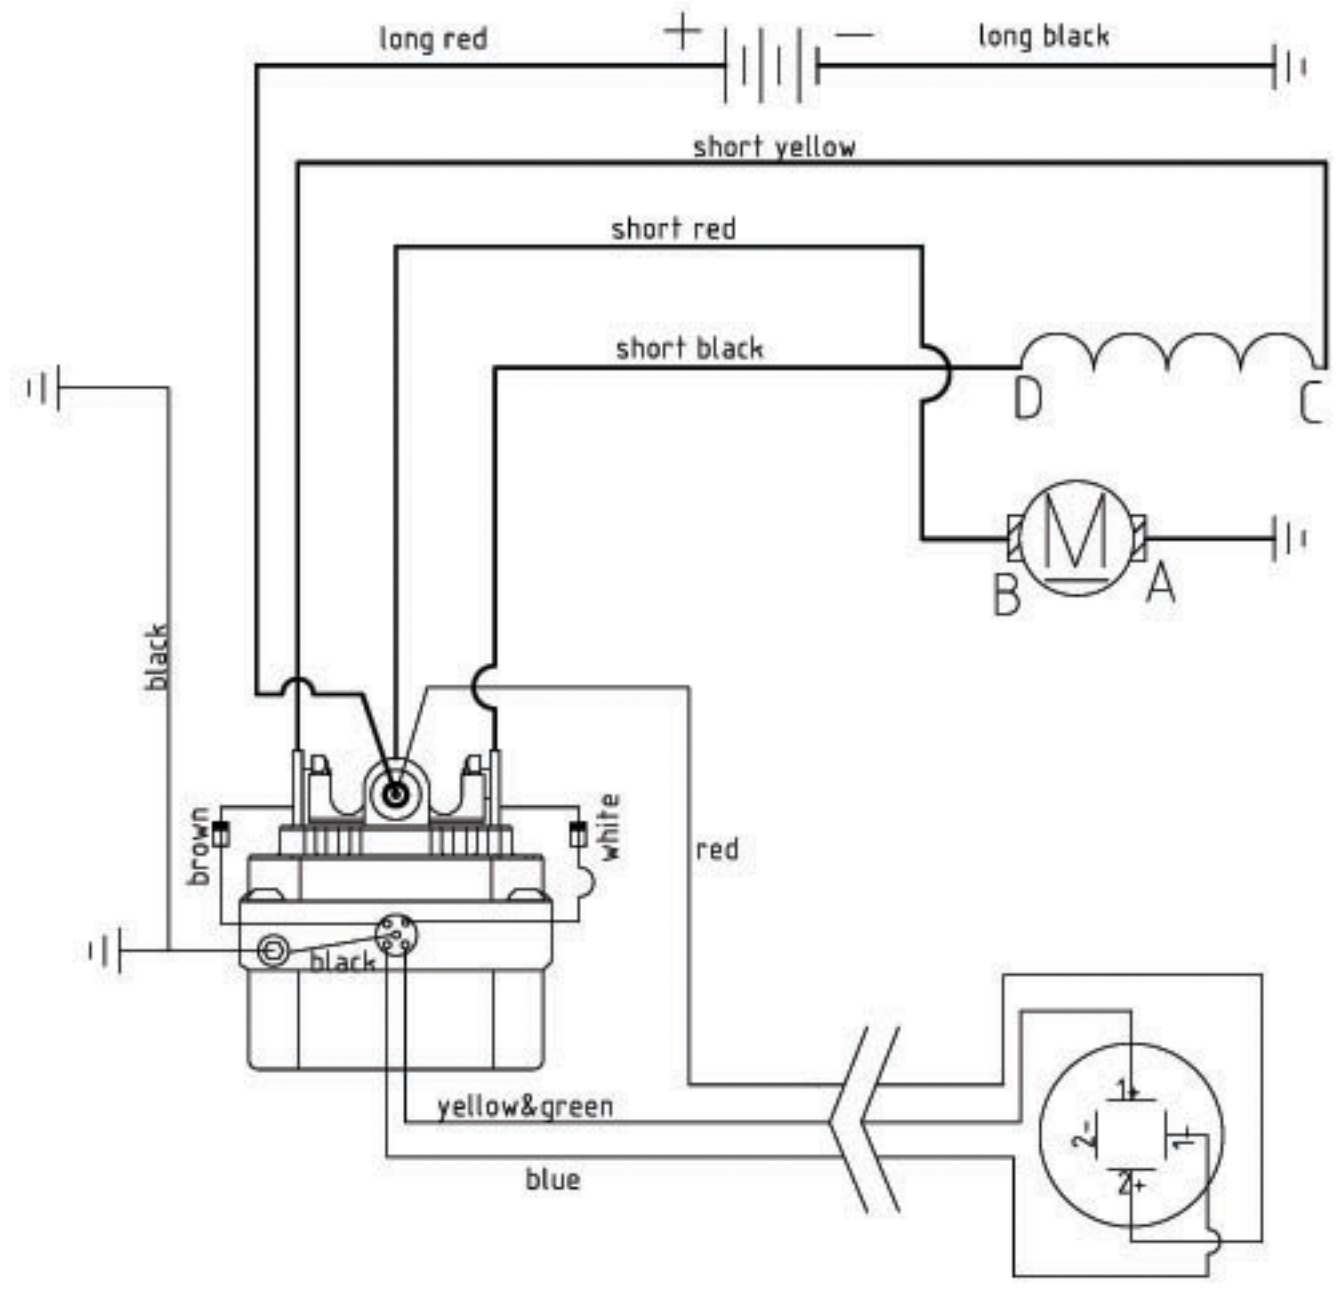 long red
+
-
long black
short yellow
short red
short black
D
C
M
B
A
black
brown
white
red
black
yellow&green
blue
1+
2-
1-
2+